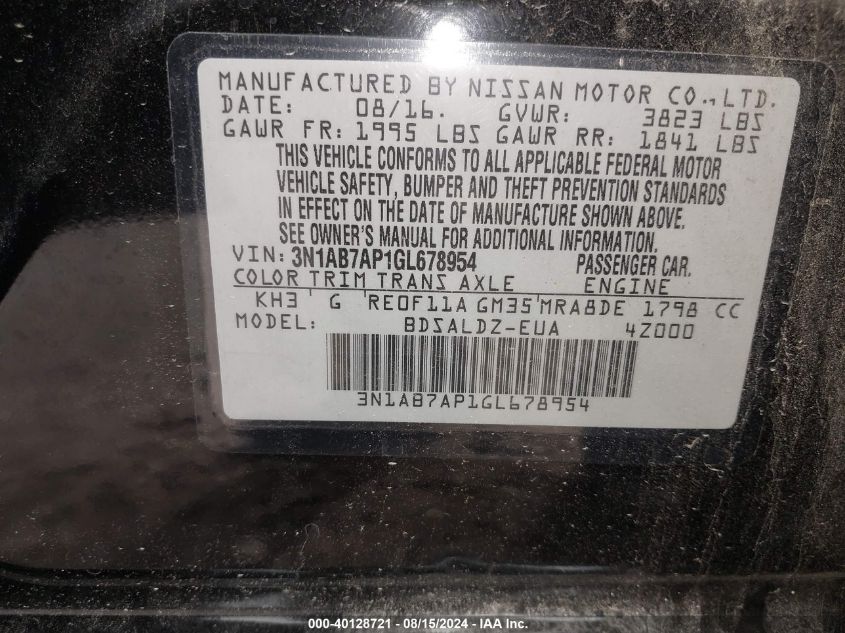 MANUFACTURED BY NISSAN MOTOR CO., LTD.
DATE: 08/16. GVWR: 3823 LBS
GAWR FR: 1995 LBS GAWR RR: 1841 LBS
THIS VEHICLE CONFORMS TO ALL APPLICABLE FEDERAL MOTOR
VEHICLE SAFETY, BUMPER AND THEFT PREVENTION STANDARDS
IN EFFECT ON THE DATE OF MANUFACTURE SHOWN ABOVE.
SEE OWNER'S MANUAL FOR ADDITIONAL INFORMATION.
VIN: 3N1AB7AP1GL678954 PASSENGER CAR.
COLOR TRIM TRANS AXLE ENGINE
KH3 G RE0F11A GM35 MRA8DE 1798 CC
MODEL: BDSALDZ-EUA 4Z000
3N1AB7AP1GL678954
000-40128721 - 08/15/2024 - IAA Inc.